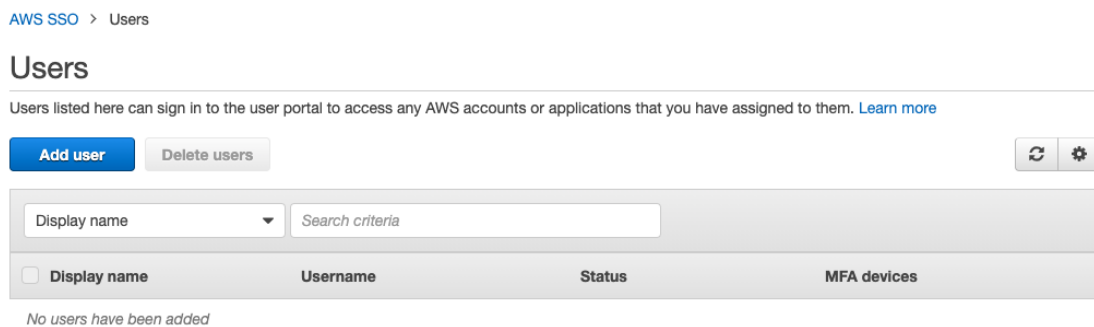 AWS SSO > Users
Users
Users listed here can sign in to the user portal to access any AWS accounts or applications that you have assigned to them. Learn more
Add user Delete users
Display name Search criteria
Display name Username Status MFA devices
No users have been added